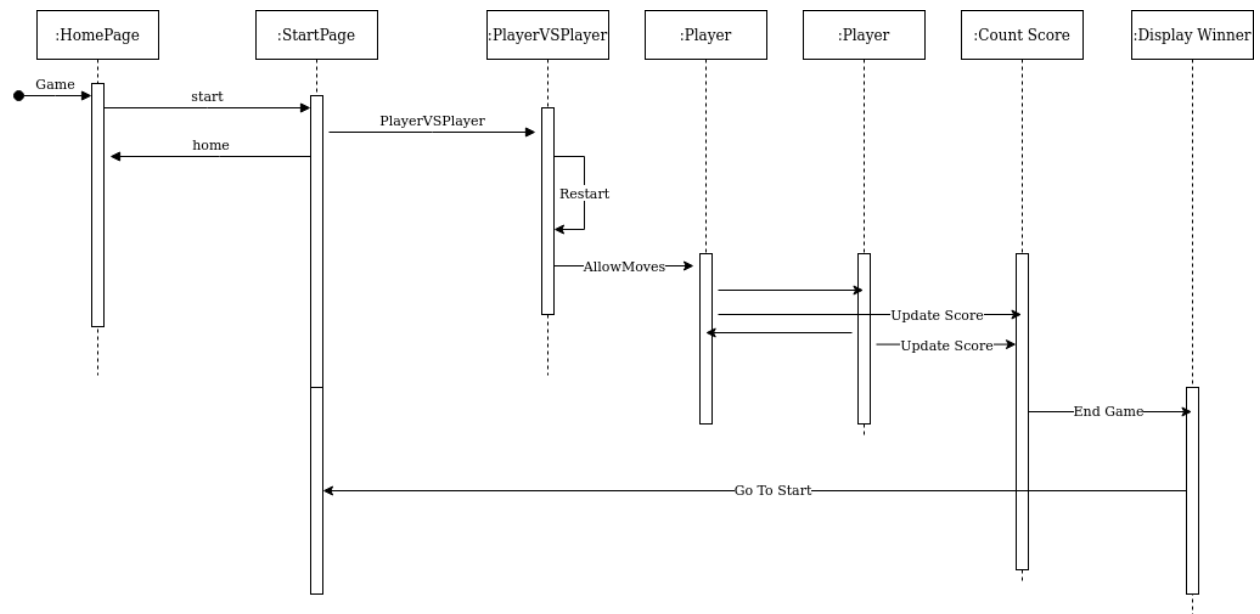 :HomePage
:StartPage
:PlayerVSPlayer
:Player
:Player
:Count Score
:Display Winner
Game
start
PlayerVSPlayer
home
Restart
AllowMoves
Update Score
Update Score
End Game
Go To Start